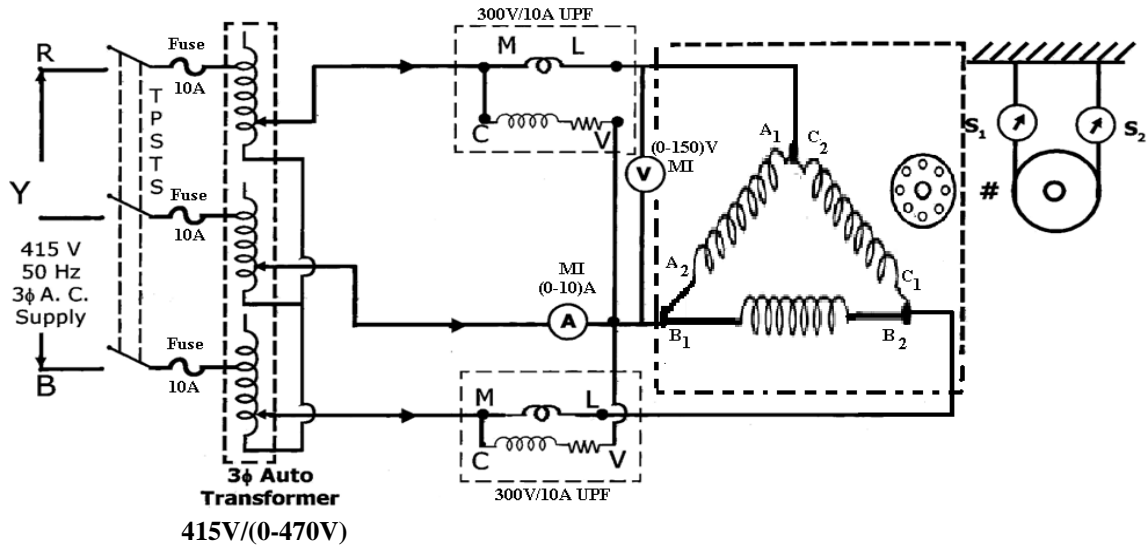 300V/10A UPF
R
Fuse
10A
M
L
C
V
TPSTS
(0-150)V
MI
V
A1
C2
S1
S2
#
Y
Fuse
10A
415 V
50 Hz
3ϕ A. C.
Supply
A2
C1
MI
(0-10)A
A
B1
B2
Fuse
10A
B
M
L
C
V
300V/10A UPF
3ϕ Auto
Transformer
415V/(0-470V)